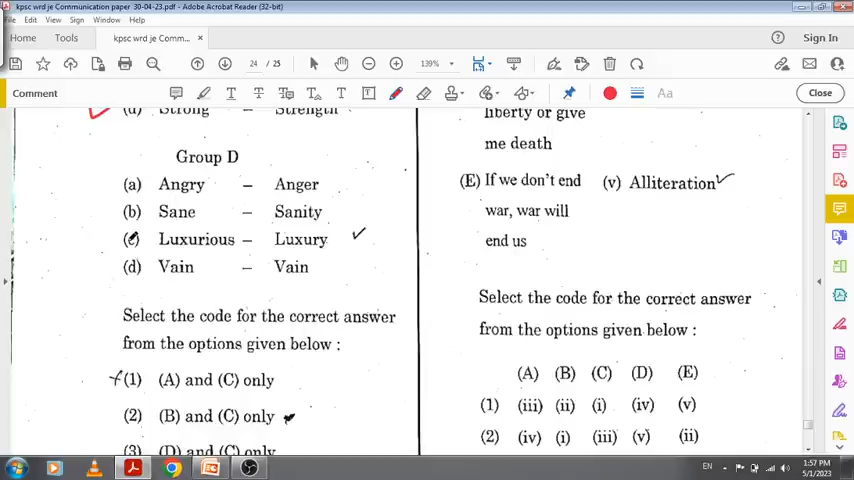 kpsc wrd je Communication paper 30-04-23.pdf - Adobe Acrobat Reader (32-bit)
File Edit View Sign Window Help
Home Tools kpsc wrd je Comm... × Sign In
24 / 25 139%
Comment Aa Close
(d) Strong – Strength
Group D
(a) Angry – Anger
(b) Sane – Sanity
(c) Luxurious – Luxury
(d) Vain – Vain
Select the code for the correct answer
from the options given below :
(1) (A) and (C) only
(2) (B) and (C) only
(3) (D) and (C) only
liberty or give
me death
(E) If we don't end (v) Alliteration
war, war will
end us
Select the code for the correct answer
from the options given below :
(A) (B) (C) (D) (E)
(1) (iii) (ii) (i) (iv) (v)
(2) (iv) (i) (iii) (v) (ii)
EN 1:57 PM
5/1/2023